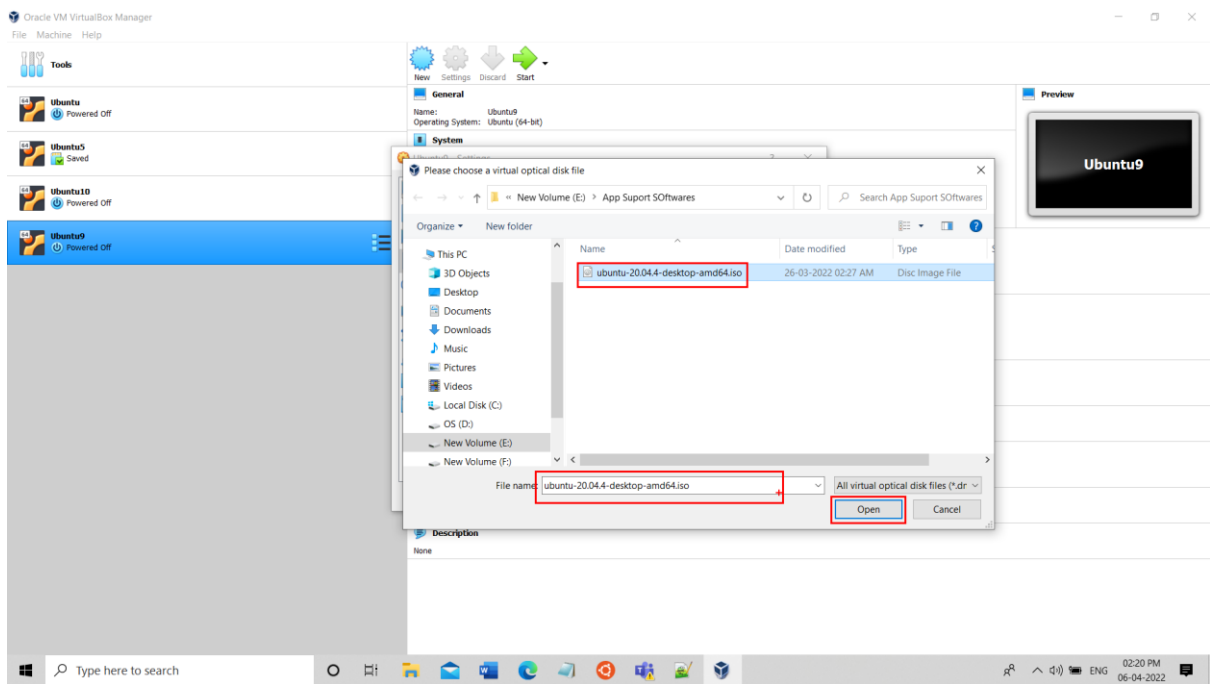 Oracle VM VirtualBox Manager
File Machine Help
Tools
New Settings Discard Start
64 Ubuntu
Powered Off
64 Ubuntu5
Saved
64 Ubuntu10
Powered Off
64 Ubuntu9
Powered Off
General
Name: Ubuntu9
Operating System: Ubuntu (64-bit)
System
Preview
Ubuntu9
Ubuntu9 - Settings ?
Please choose a virtual optical disk file
« New Volume (E:) > App Suport SOftwares
Search App Suport SOftwares
Organize New folder
This PC
3D Objects
Desktop
Documents
Downloads
Music
Pictures
Videos
Local Disk (C:)
OS (D:)
New Volume (E:)
New Volume (F:)
Name Date modified Type
ubuntu-20.04.4-desktop-amd64.iso 26-03-2022 02:27 AM Disc Image File
File name: ubuntu-20.04.4-desktop-amd64.iso All virtual optical disk files (*.dr
Open Cancel
Description
None
Type here to search
ENG
02:20 PM
06-04-2022